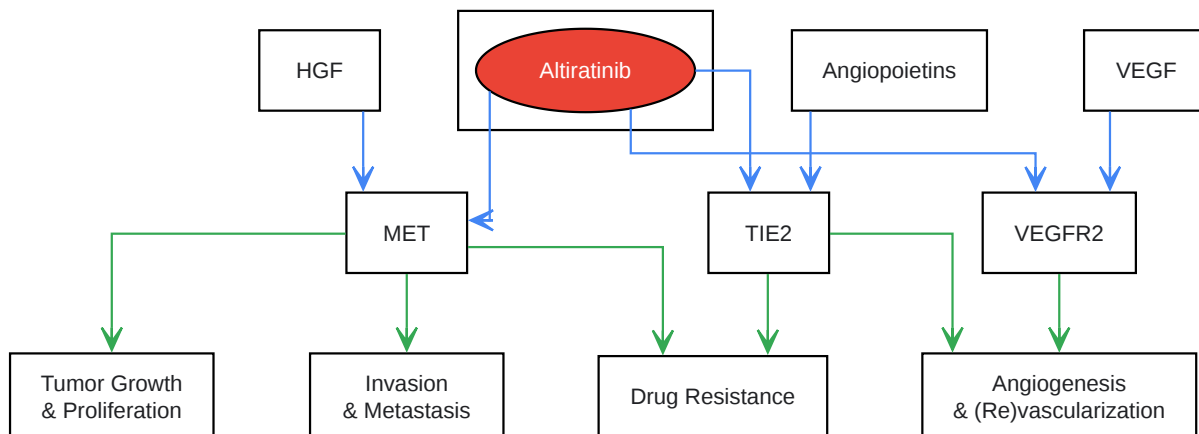 HGF
Altiratinib
Angiopoietins
VEGF
MET
TIE2
VEGFR2
Tumor Growth
& Proliferation
Invasion
& Metastasis
Drug Resistance
Angiogenesis
& (Re)vascularization